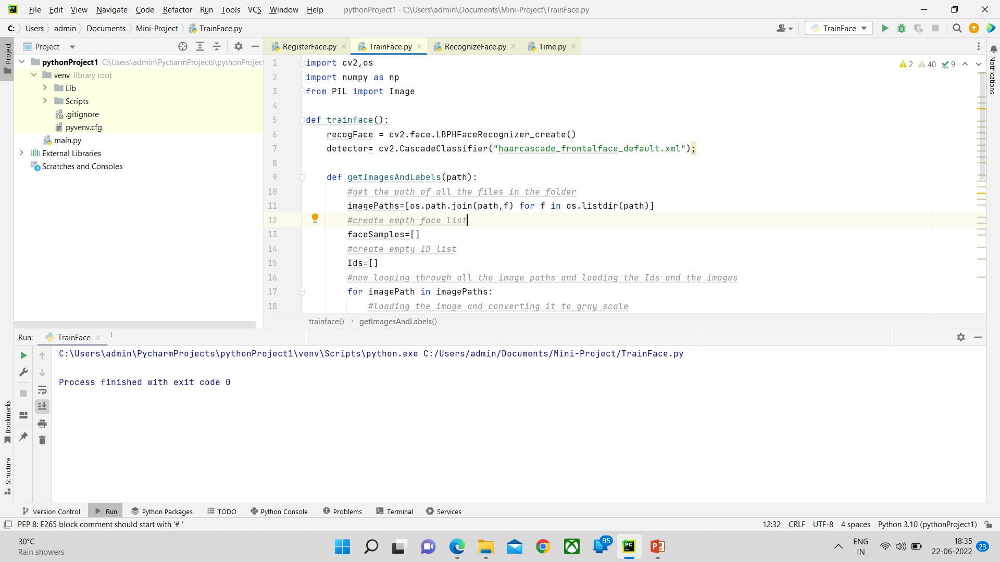 File Edit View Navigate Code Refactor Run Tools VCS Window Help pythonProject1 - C:\Users\admin\Documents\Mini-Project\TrainFace.py
C: Users admin Documents Mini-Project TrainFace.py TrainFace
Project RegisterFace.py TrainFace.py RecognizeFace.py Time.py
Project
Notifications
pythonProject1 C:\Users\admin\PycharmProjects\pythonProject
venv library root
Lib
Scripts
.gitignore
pyvenv.cfg
main.py
External Libraries
Scratches and Consoles
2 40 9
1 import cv2,os
2 import numpy as np
3 from PIL import Image
4
5 def trainface():
6 recogFace = cv2.face.LBPHFaceRecognizer_create()
7 detector= cv2.CascadeClassifier("haarcascade_frontalface_default.xml");
8
9 def getImagesAndLabels(path):
10 #get the path of all the files in the folder
11 imagePaths=[os.path.join(path,f) for f in os.listdir(path)]
12 #create empth face list
13 faceSamples=[]
14 #create empty ID list
15 Ids=[]
16 #now looping through all the image paths and loading the Ids and the images
17 for imagePath in imagePaths:
18 #loading the image and converting it to gray scale
trainface() getImagesAndLabels()
Run: TrainFace
C:\Users\admin\PycharmProjects\pythonProject1\venv\Scripts\python.exe C:/Users/admin/Documents/Mini-Project/TrainFace.py
Process finished with exit code 0
Bookmarks
Structure
Version Control Run Python Packages TODO Python Console Problems Terminal Services
PEP 8: E265 block comment should start with '# ' 12:32 CRLF UTF-8 4 spaces Python 3.10 (pythonProject1)
30°C
Rain showers
95
PC
ENG
IN
18:35
22-06-2022
23